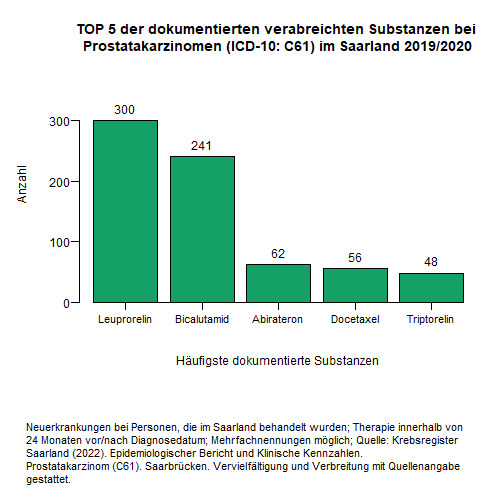 TOP 5 der dokumentierten verabreichten Substanzen bei
Prostatakarzinomen (ICD-10: C61) im Saarland 2019/2020
Anzahl
300
200
100
0
300
241
62
56
48
Leuprorelin
Bicalutamid
Abirateron
Docetaxel
Triptorelin
Häufigste dokumentierte Substanzen
Neuerkrankungen bei Personen, die im Saarland behandelt wurden; Therapie innerhalb von
24 Monaten vor/nach Diagnosedatum; Mehrfachnennungen möglich; Quelle: Krebsregister
Saarland (2022). Epidemiologischer Bericht und Klinische Kennzahlen.
Prostatakarzinom (C61). Saarbrücken. Vervielfältigung und Verbreitung mit Quellenangabe
gestattet.